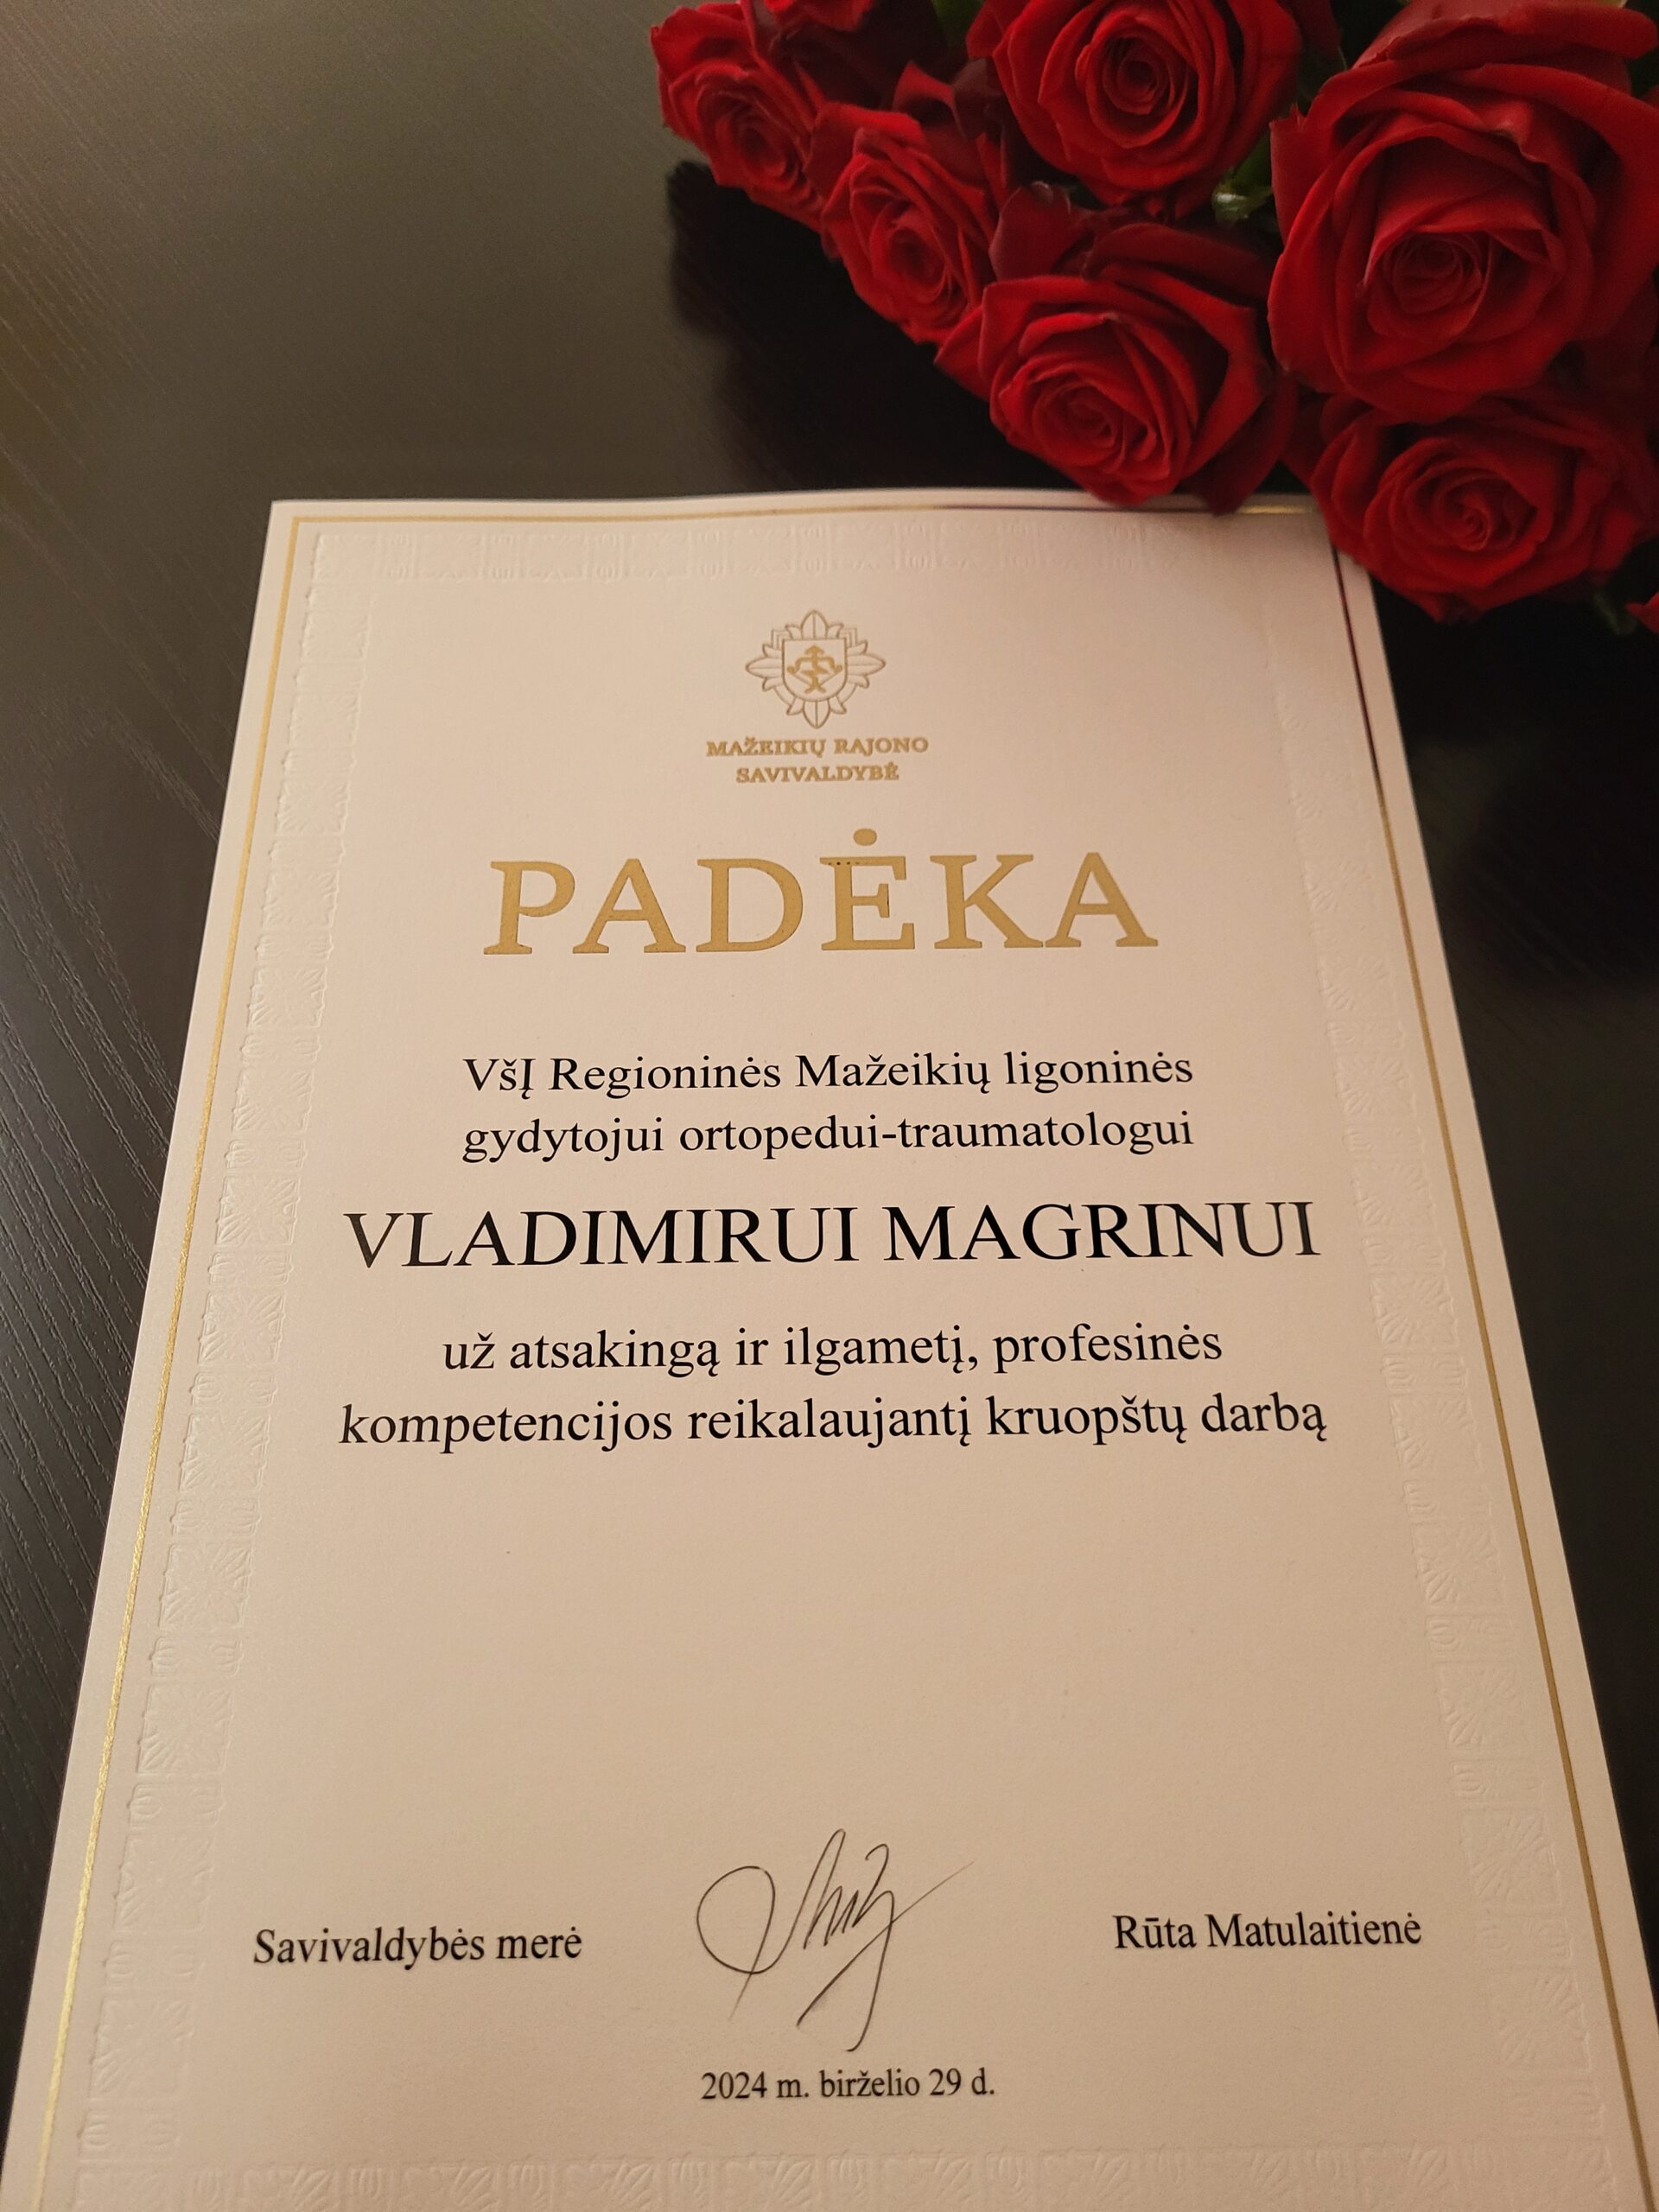 MAŽEIKIŲ RAJONO
SAVIVALDYBĖ
PADĖKA
VšĮ Regioninės Mažeikių ligoninės
gydytojui ortopedui-traumatologui
VLADIMIRUI MAGRINUI
už atsakingą ir ilgametį, profesinės
kompetencijos reikalaujantį kruopštų darbą
Savivaldybės merė
Rūta Matulaitienė
2024 m. birželio 29 d.